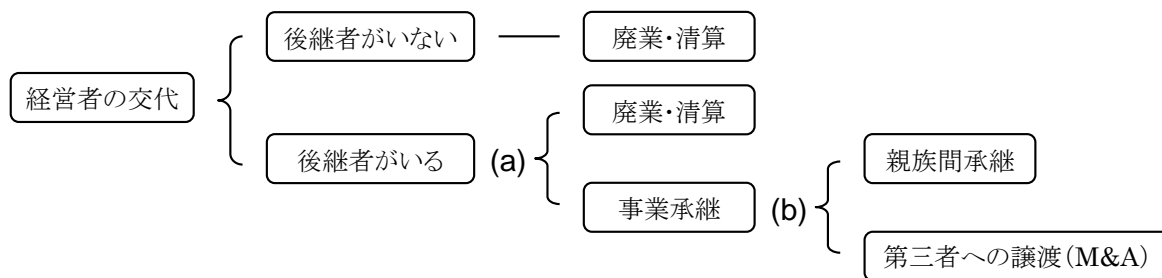 後継者がいない
廃業・清算
経営者の交代
廃業・清算
後継者がいる
(a)
親族間承継
事業承継
(b)
第三者への譲渡(M&A)